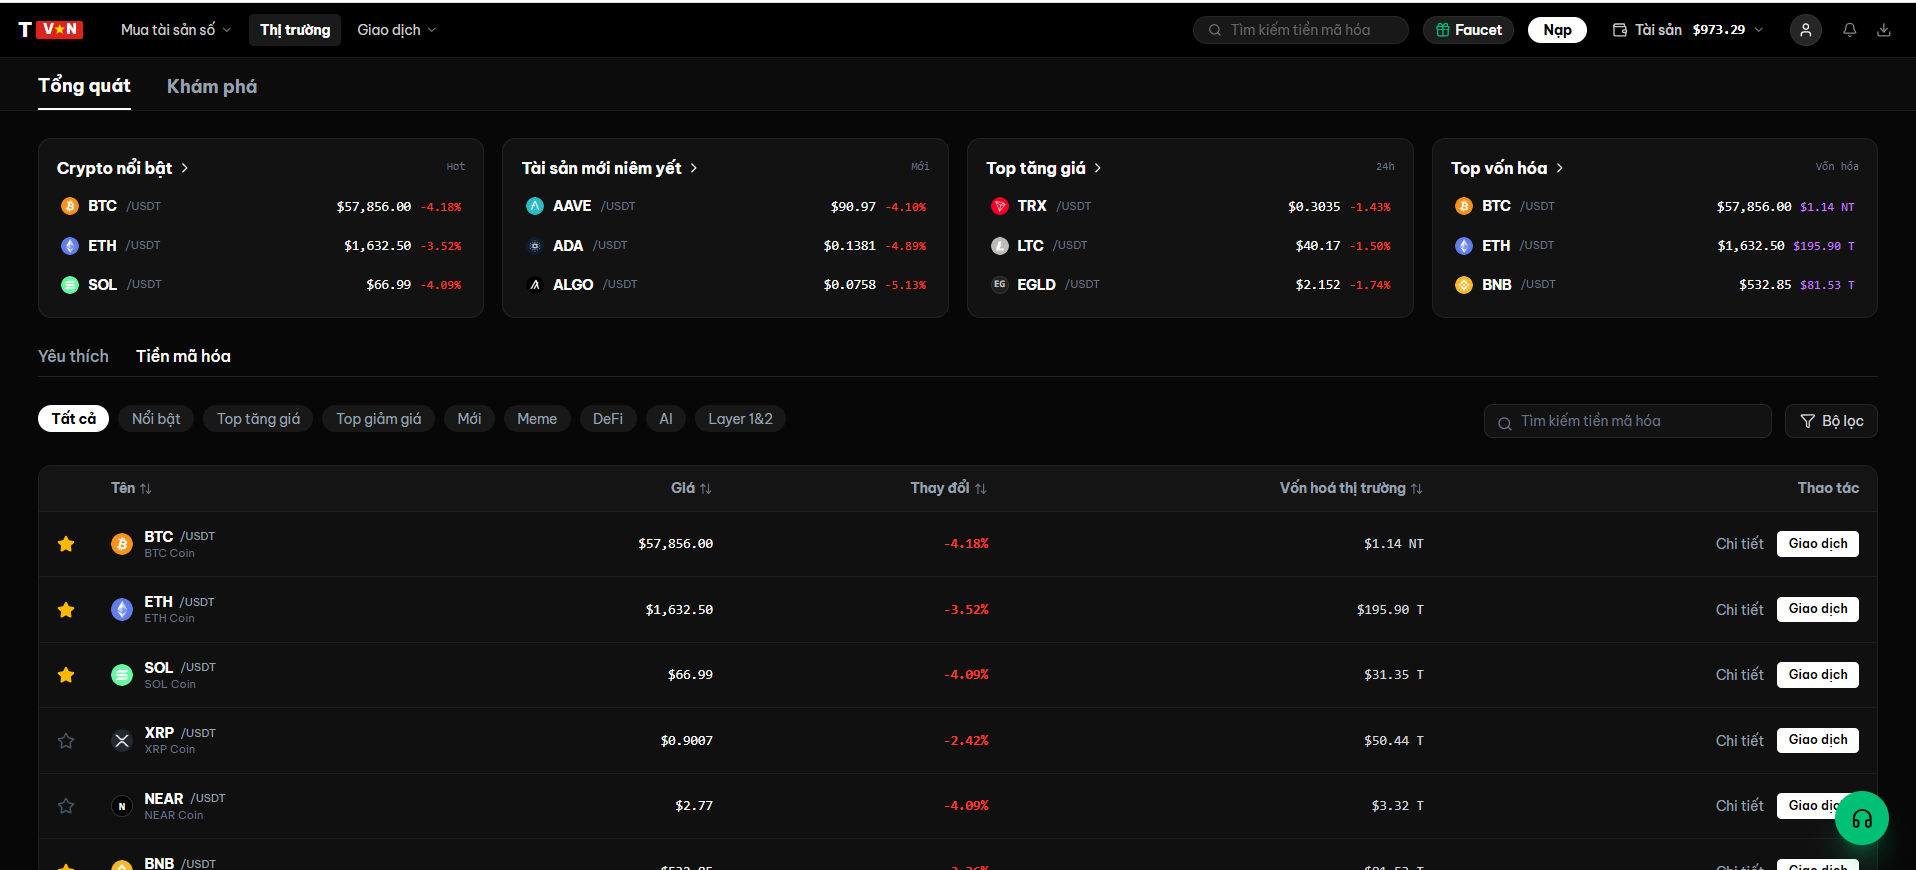 T V★N Mua tài sản số Thị trường Giao dịch Tìm kiếm tiền mã hóa Faucet Nạp Tài sản $973.29
Tổng quát Khám phá
Crypto nổi bật Hot
BTC /USDT $57,856.00 -4.18%
ETH /USDT $1,632.50 -3.52%
SOL /USDT $66.99 -4.09%
Tài sản mới niêm yết Mới
AAVE /USDT $90.97 -4.10%
ADA /USDT $0.1381 -4.89%
ALGO /USDT $0.0758 -5.13%
Top tăng giá 24h
TRX /USDT $0.3035 -1.43%
LTC /USDT $40.17 -1.50%
EG EGLD /USDT $2.152 -1.74%
Top vốn hóa Vốn hóa
BTC /USDT $57,856.00 $1.14 NT
ETH /USDT $1,632.50 $195.90 T
BNB /USDT $532.85 $81.53 T
Yêu thích Tiền mã hóa
Tất cả Nổi bật Top tăng giá Top giảm giá Mới Meme DeFi AI Layer 1&2 Tìm kiếm tiền mã hóa Bộ lọc
Tên Giá Thay đổi Vốn hoá thị trường Thao tác
BTC /USDT $57,856.00 -4.18% $1.14 NT Chi tiết Giao dịch
BTC Coin
ETH /USDT $1,632.50 -3.52% $195.90 T Chi tiết Giao dịch
ETH Coin
SOL /USDT $66.99 -4.09% $31.35 T Chi tiết Giao dịch
SOL Coin
XRP /USDT $0.9007 -2.42% $50.44 T Chi tiết Giao dịch
XRP Coin
N NEAR /USDT $2.77 -4.09% $3.32 T Chi tiết Giao dịc
NEAR Coin
BNB /USDT